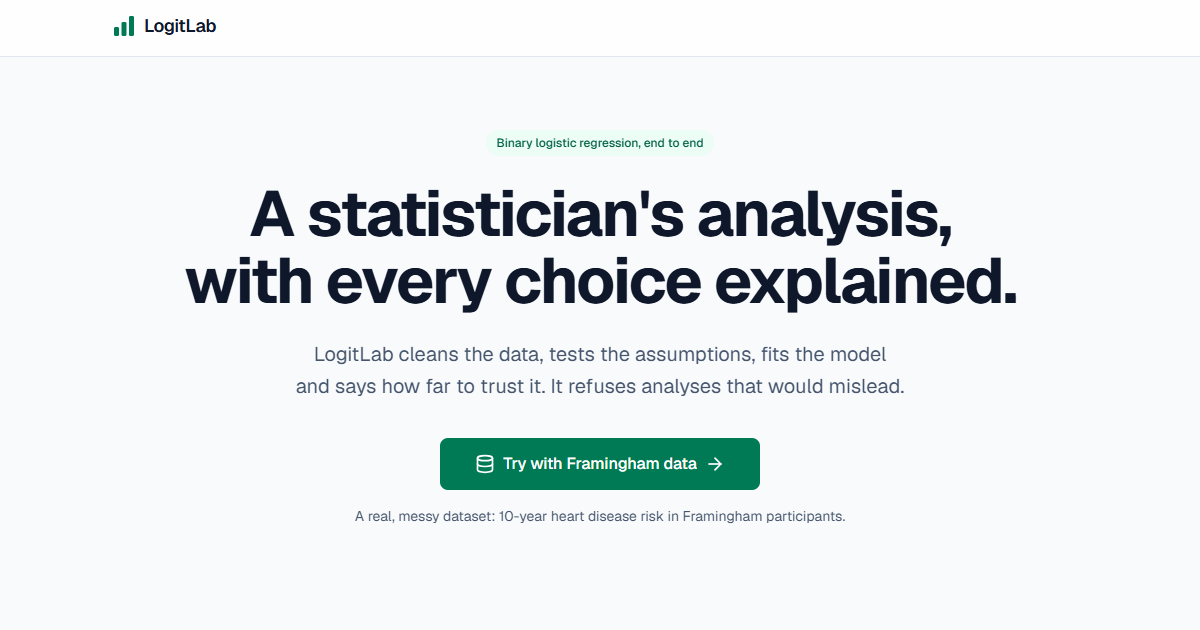 LogitLab
Binary logistic regression, end to end
A statistician's analysis,
with every choice explained.
LogitLab cleans the data, tests the assumptions, fits the model
and says how far to trust it. It refuses analyses that would mislead.
Try with Framingham data
A real, messy dataset: 10-year heart disease risk in Framingham participants.